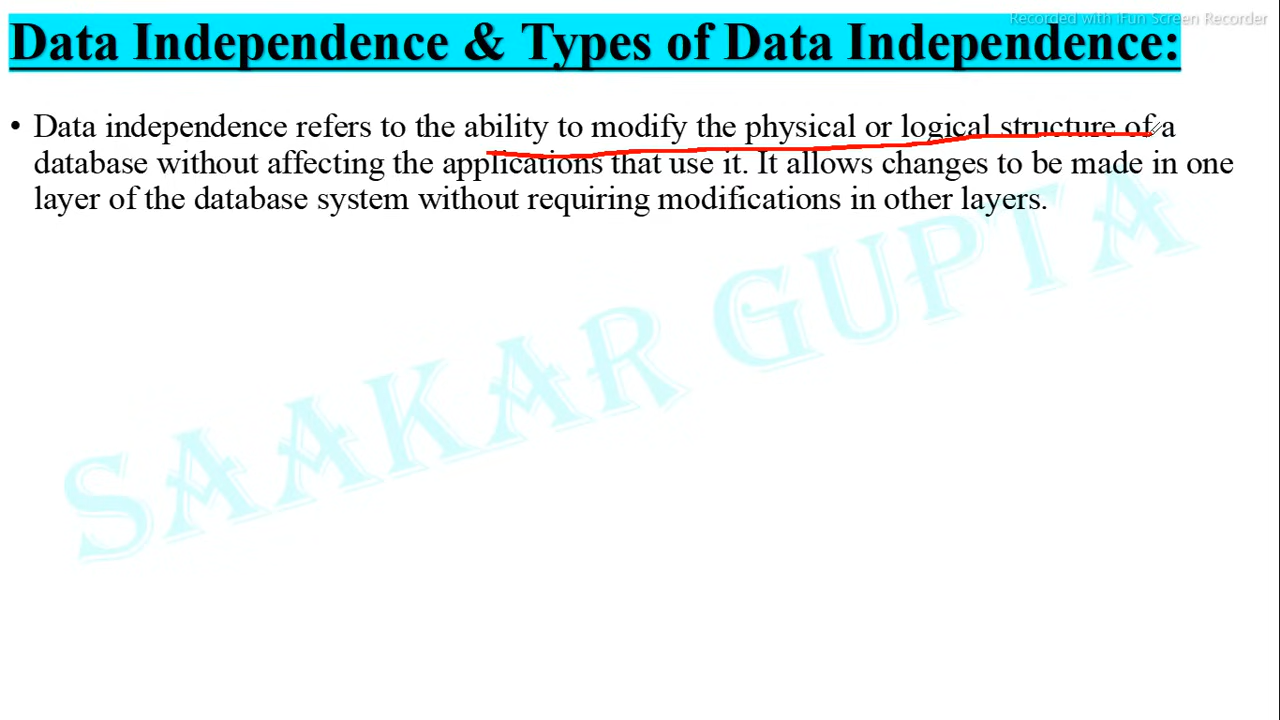 Recorded with iFun Screen Recorder
Data Independence & Types of Data Independence:
• Data independence refers to the ability to modify the physical or logical structure of a
database without affecting the applications that use it. It allows changes to be made in one
layer of the database system without requiring modifications in other layers.
SAAKAR GUPTA